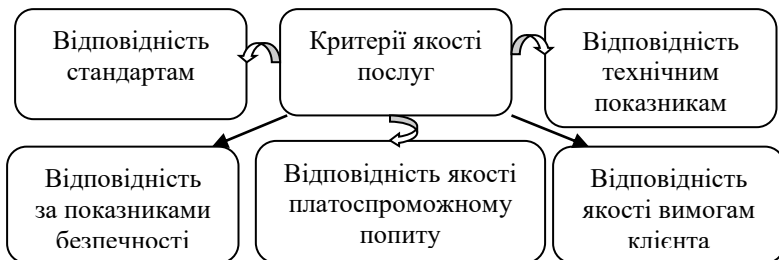 Відповідність
стандартам
Критерії якості
послуг
Відповідність
технічним
показникам
Відповідність
за показниками
безпечності
Відповідність якості
платоспроможному
попиту
Відповідність
якості вимогам
клієнта